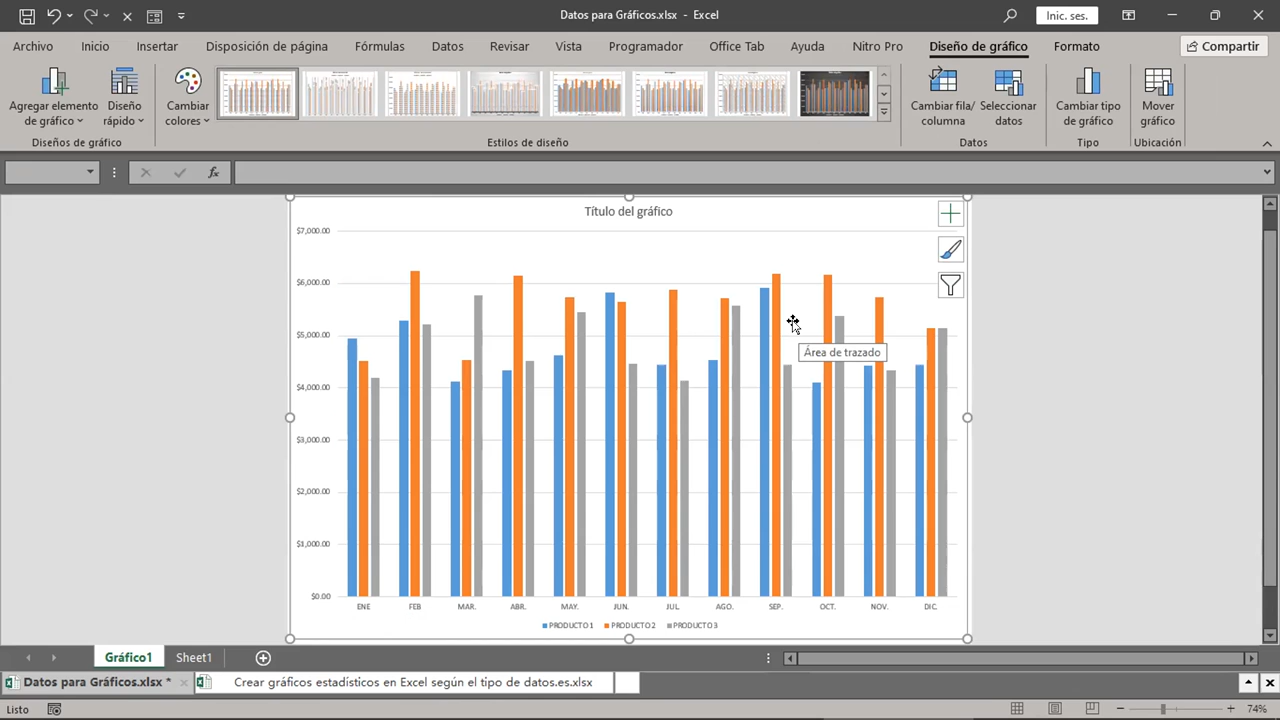 Datos para Gráficos.xlsx - Excel
Inic. ses.
Archivo Inicio Insertar Disposición de página Fórmulas Datos Revisar Vista Programador Office Tab Ayuda Nitro Pro Diseño de gráfico Formato Compartir
Agregar elemento de gráfico
Diseño rápido
Cambiar colores
Cambiar fila/ columna
Seleccionar datos
Cambiar tipo de gráfico
Mover gráfico
Diseños de gráfico Estilos de diseño Datos Tipo Ubicación
fx
Título del gráfico
$7,000.00
$6,000.00
$5,000.00
Área de trazado
$4,000.00
$3,000.00
$2,000.00
$1,000.00
$0.00
ENE FEB MAR. ABR. MAY. JUN. JUL. AGO. SEP. OCT. NOV. DIC.
PRODUCTO 1 PRODUCTO 2 PRODUCTO 3
Gráfico1 Sheet1
Datos para Gráficos.xlsx * Crear gráficos estadísticos en Excel según el tipo de datos.es.xlsx
Listo 74%